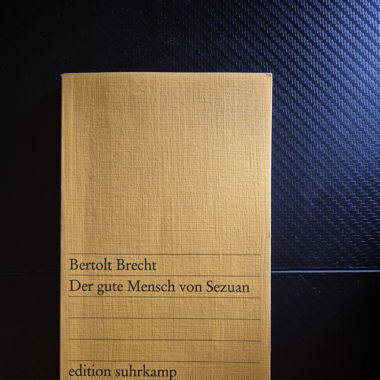 Bertolt Brecht
Der gute Mensch von Sezuan
edition suhrkamp